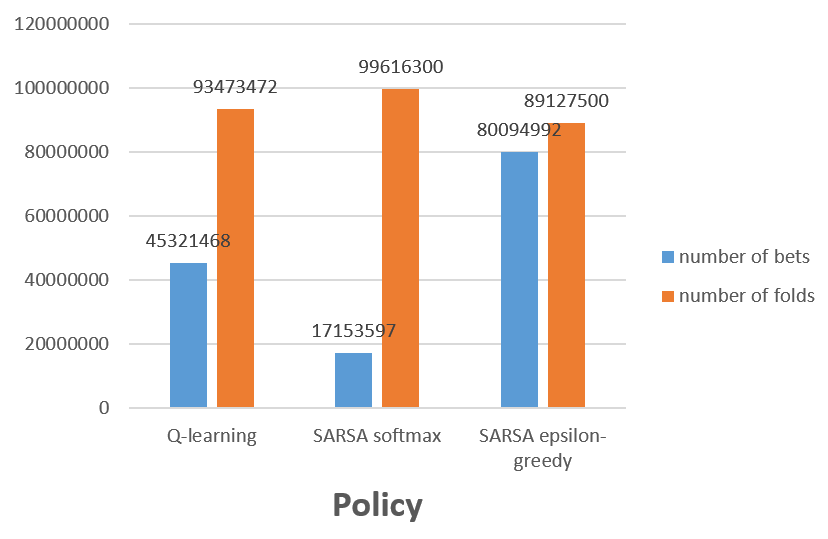 120000000
100000000
80000000
60000000
40000000
20000000
0
45321468
93473472
17153597
99616300
80094992
89127500
Q-learning
SARSA softmax
SARSA epsilon-
greedy
Policy
number of bets
number of folds